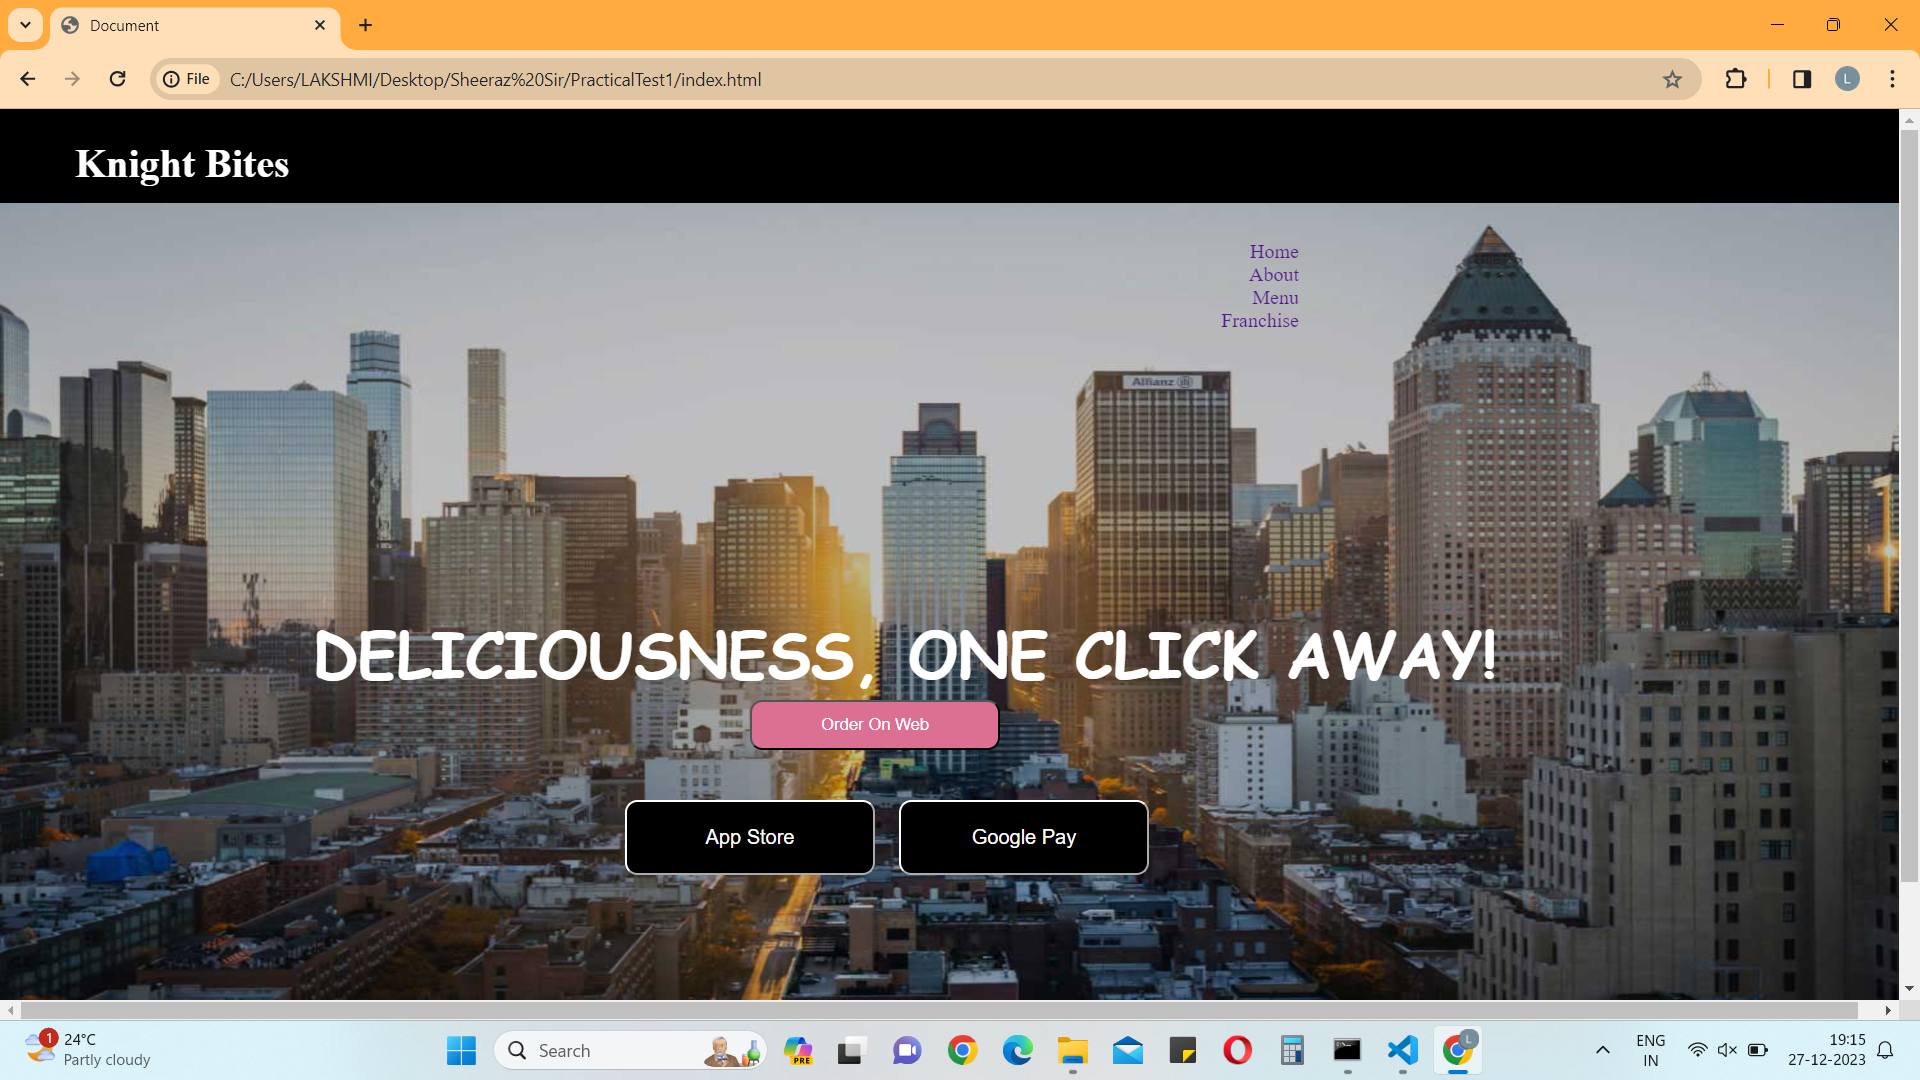 Document
File
C:/Users/LAKSHMI/Desktop/Sheeraz%20Sir/PracticalTest1/index.html
L
Knight Bites
Home
About
Menu
Franchise
Allianz
DELICIOUSNESS, ONE CLICK AWAY!
Order On Web
App Store
Google Pay
1
24°C
Partly cloudy
Search
PRE
L
ENG
IN
19:15
27-12-2023